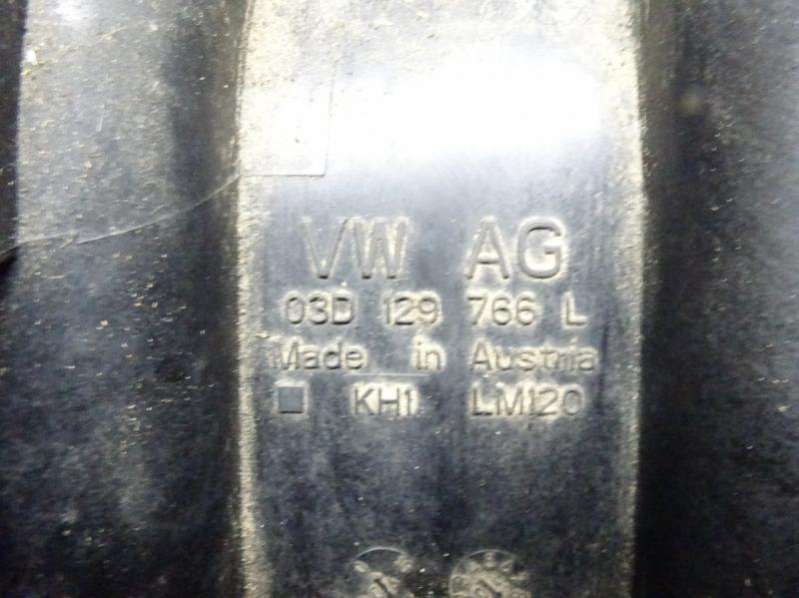 VW AG
03D 129 766 L
Made in Austria
KH1 LM120